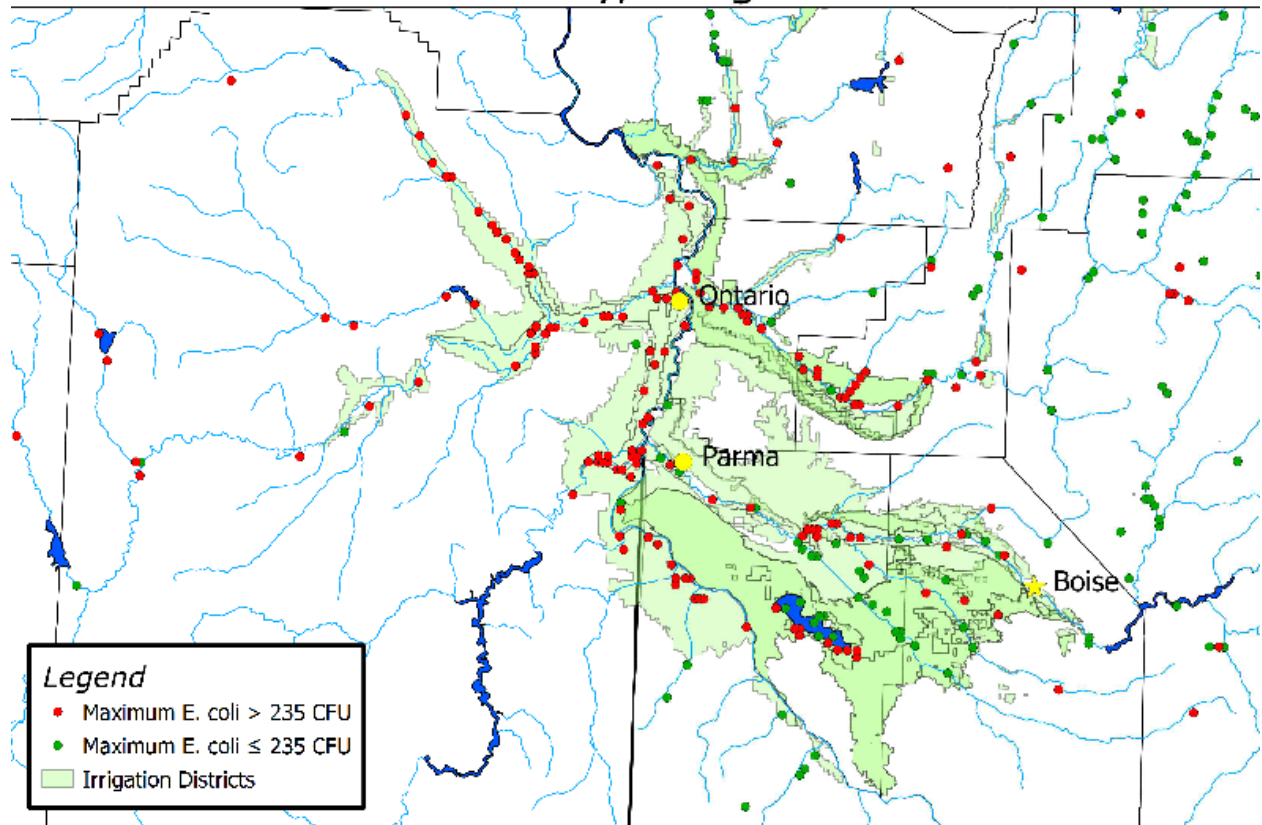 Ontario
Parma
Boise
Legend
Maximum E. coli > 235 CFU
Maximum E. coli ≤ 235 CFU
Irrigation Districts